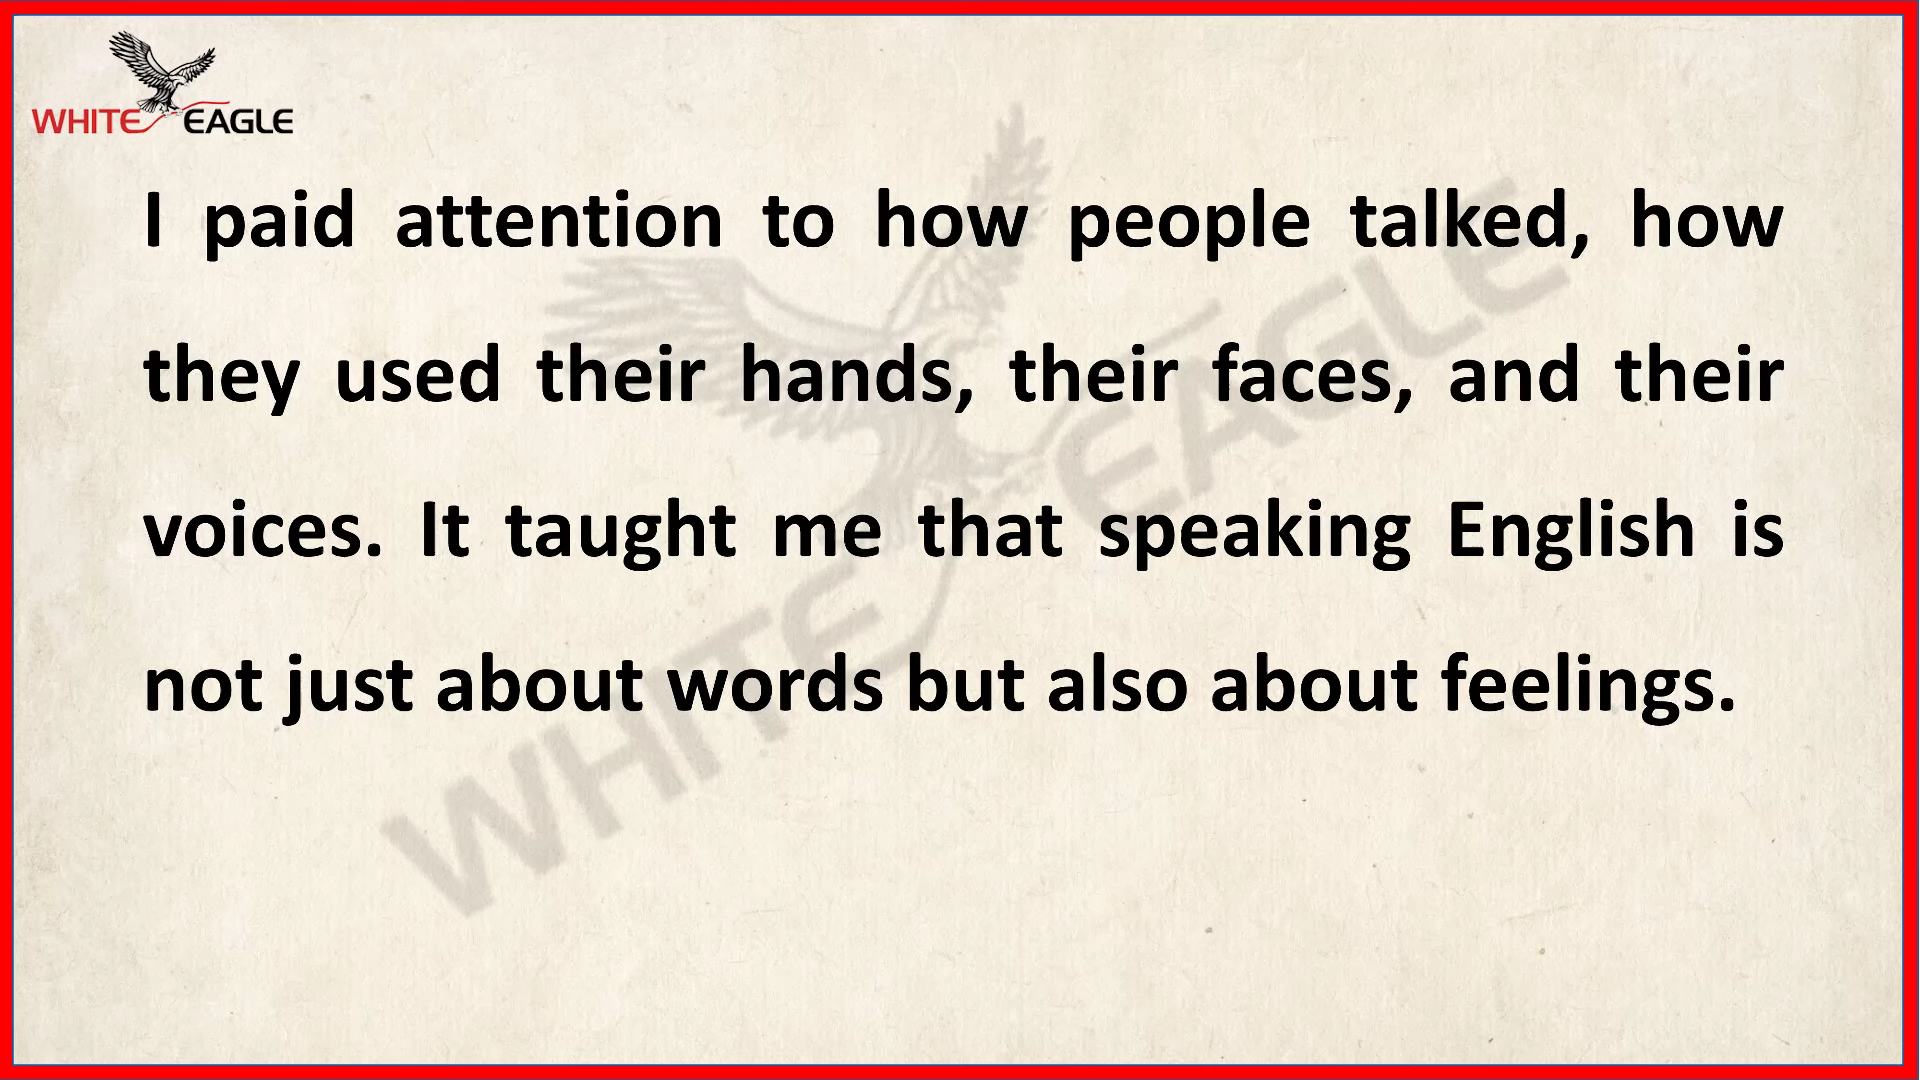 WHITE EAGLE
I paid attention to how people talked, how
they used their hands, their faces, and their
voices. It taught me that speaking English is
not just about words but also about feelings.
WHITE EAGLE